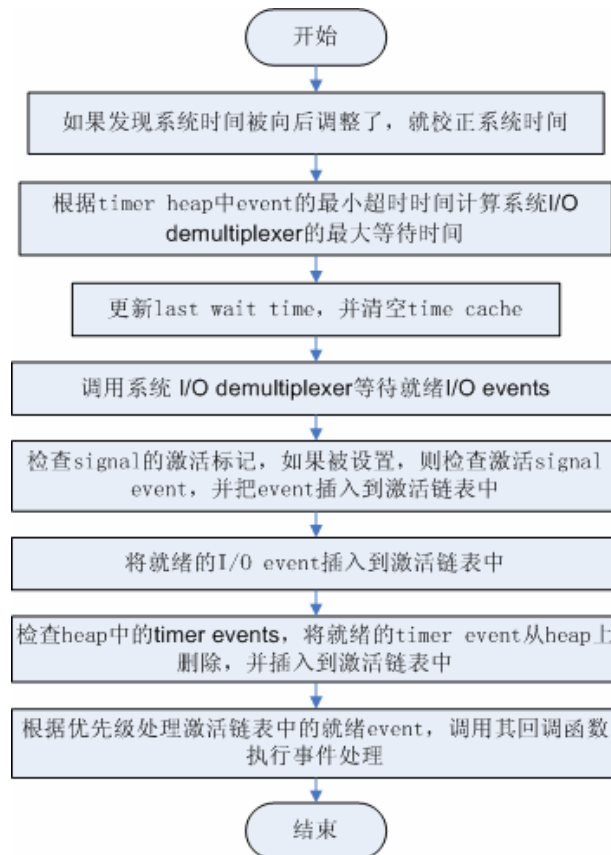 开始
如果发现系统时间被向后调整了，就校正系统时间
根据timer heap中event的最小超时时间计算系统I/O
demultiplexer的最大等待时间
更新last wait time，并清空time cache
调用系统 I/O demultiplexer等待就绪I/O events
检查signal的激活标记，如果被设置，则检查激活signal
event，并把event插入到激活链表中
将就绪的I/O event插入到激活链表中
检查heap中的timer events，将就绪的timer event从heap上
删除，并插入到激活链表中
根据优先级处理激活链表中的就绪event，调用其回调函数
执行事件处理
结束